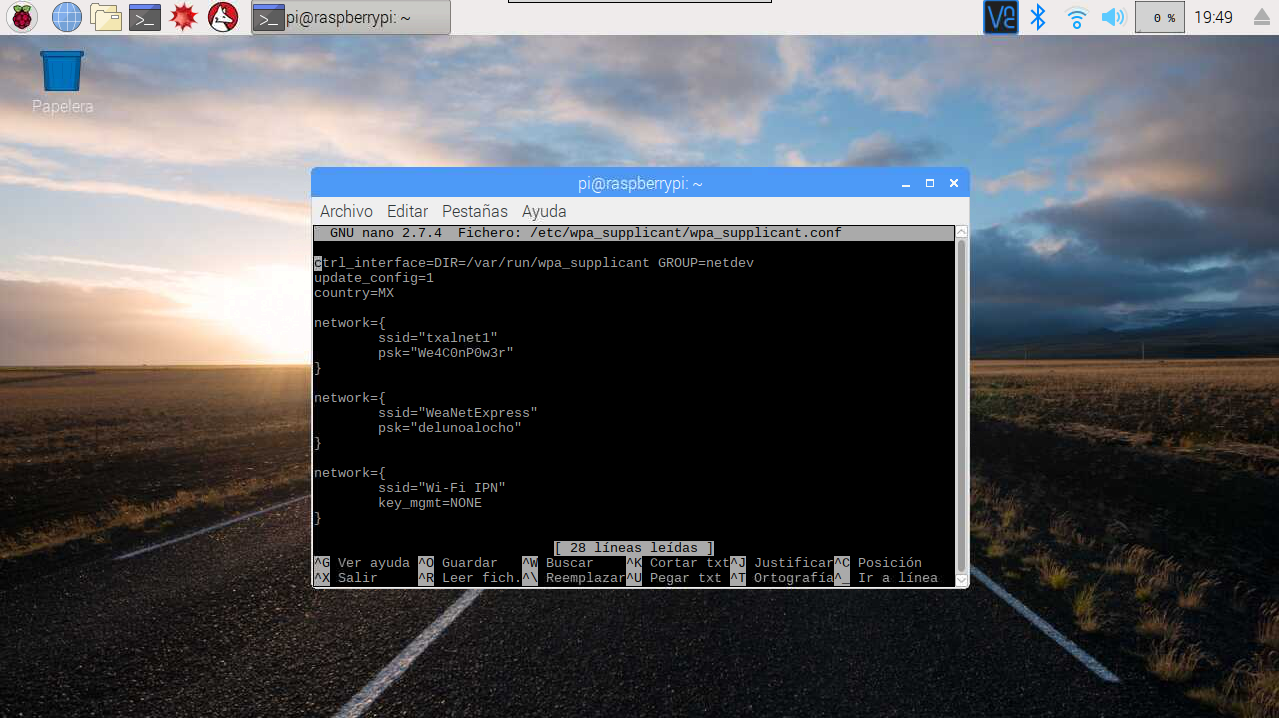 pi@raspberrypi: ~
0 %
19:49
Papelera
pi@raspberrypi: ~
Archivo Editar Pestañas Ayuda
GNU nano 2.7.4 Fichero: /etc/wpa_supplicant/wpa_supplicant.conf
ctrl_interface=DIR=/var/run/wpa_supplicant GROUP=netdev
update_config=1
country=MX
network={
ssid="txalnet1"
psk="We4C0nP0w3r"
}
network={
ssid="WeaNetExpress"
psk="delunoalocho"
}
network={
ssid="Wi-Fi IPN"
key_mgmt=NONE
}
[ 28 líneas leídas ]
^G Ver ayuda ^O Guardar ^W Buscar ^K Cortar txt ^J Justificar ^C Posición
^X Salir ^R Leer fich. ^\ Reemplazar ^U Pegar txt ^T Ortografía ^_ Ir a línea